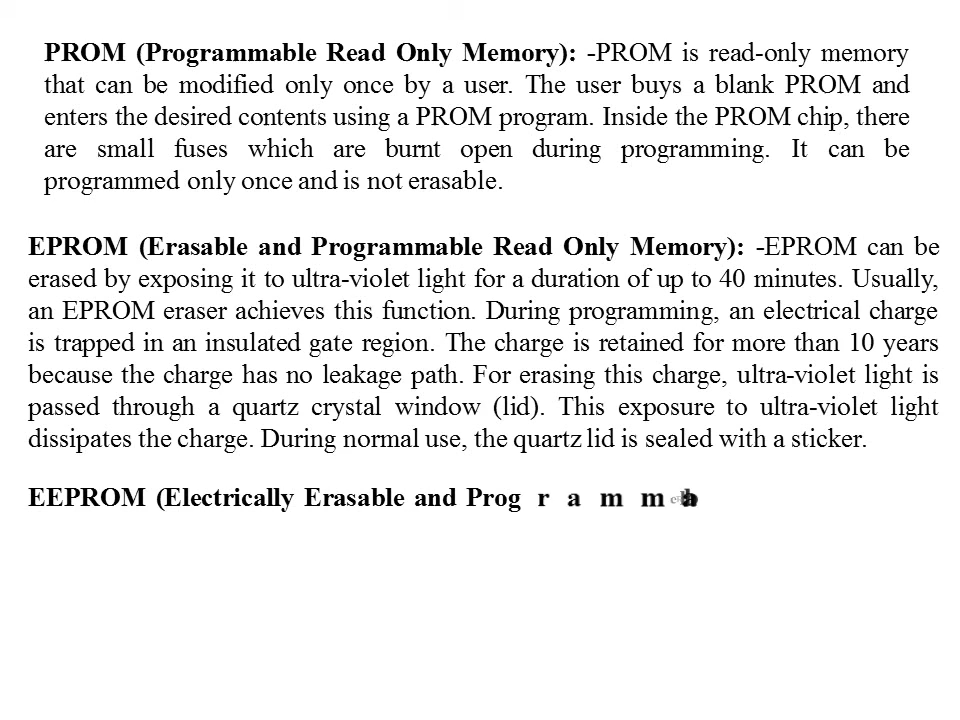 PROM (Programmable Read Only Memory): -PROM is read-only memory
that can be modified only once by a user. The user buys a blank PROM and
enters the desired contents using a PROM program. Inside the PROM chip, there
are small fuses which are burnt open during programming. It can be
programmed only once and is not erasable.
EPROM (Erasable and Programmable Read Only Memory): -EPROM can be
erased by exposing it to ultra-violet light for a duration of up to 40 minutes. Usually,
an EPROM eraser achieves this function. During programming, an electrical charge
is trapped in an insulated gate region. The charge is retained for more than 10 years
because the charge has no leakage path. For erasing this charge, ultra-violet light is
passed through a quartz crystal window (lid). This exposure to ultra-violet light
dissipates the charge. During normal use, the quartz lid is sealed with a sticker.
EEPROM (Electrically Erasable and Prog r a m m